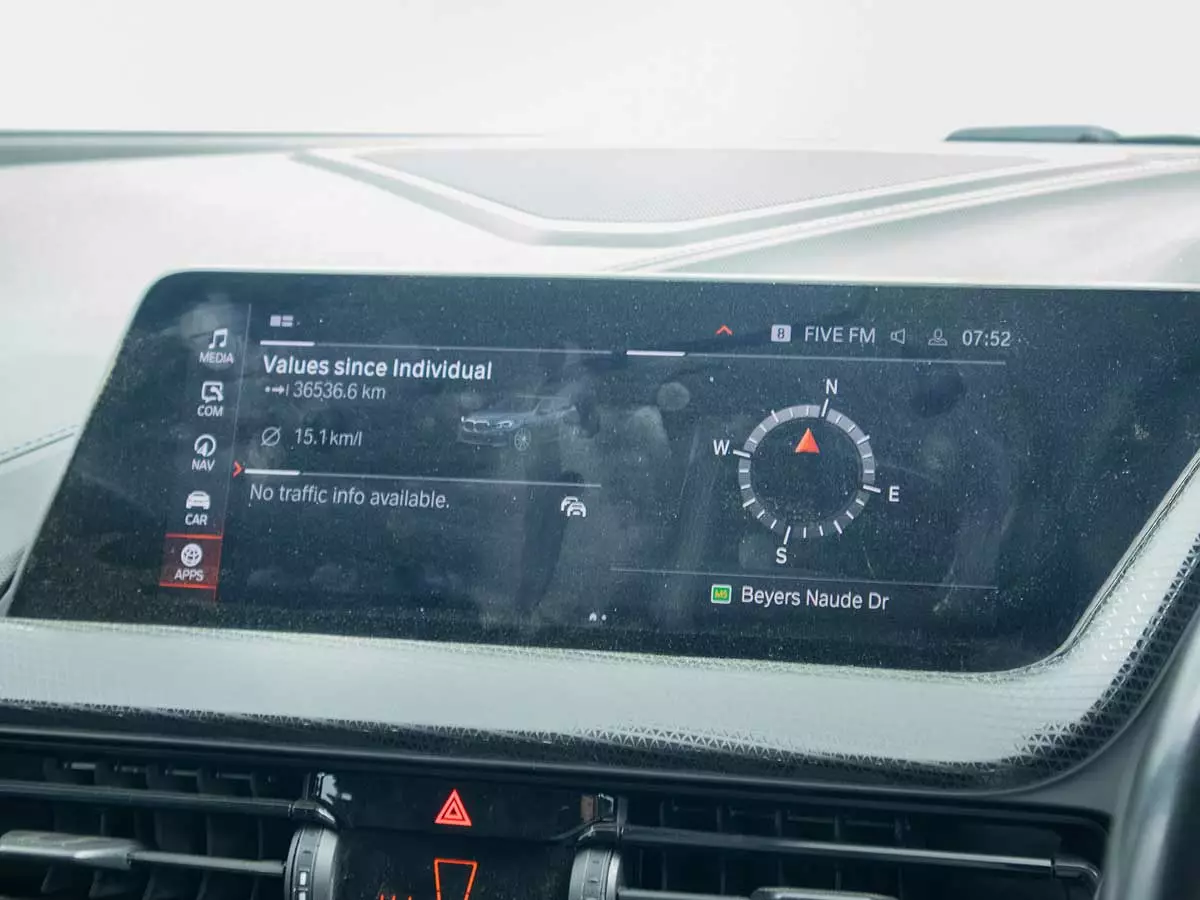 MEDIA
COM
NAV
CAR
APPS
8 FIVE FM 07:52
Values since Individual
36536.6 km
Ø 15.1 km/l
No traffic info available.
N
W
E
S
M5 Beyers Naude Dr